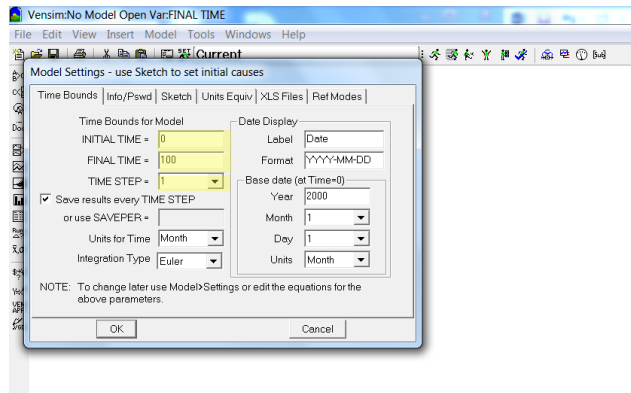 Vensim:No Model Open Var:FINAL TIME
File Edit View Insert Model Tools Windows Help
Current
Model Settings - use Sketch to set initial causes
Time Bounds Info/Pswd Sketch Units Equiv XLS Files Ref Modes
Time Bounds for Model
INITIAL TIME = 0
FINAL TIME = 100
TIME STEP = 1
Save results every TIME STEP
or use SAVEPER =
Units for Time Month
Integration Type Euler
Date Display
Label Date
Format YYYY-MM-DD
Base date (at Time=0)
Year 2000
Month 1
Day 1
Units Month
NOTE: To change later use Model>Settings or edit the equations for the
above parameters.
OK Cancel